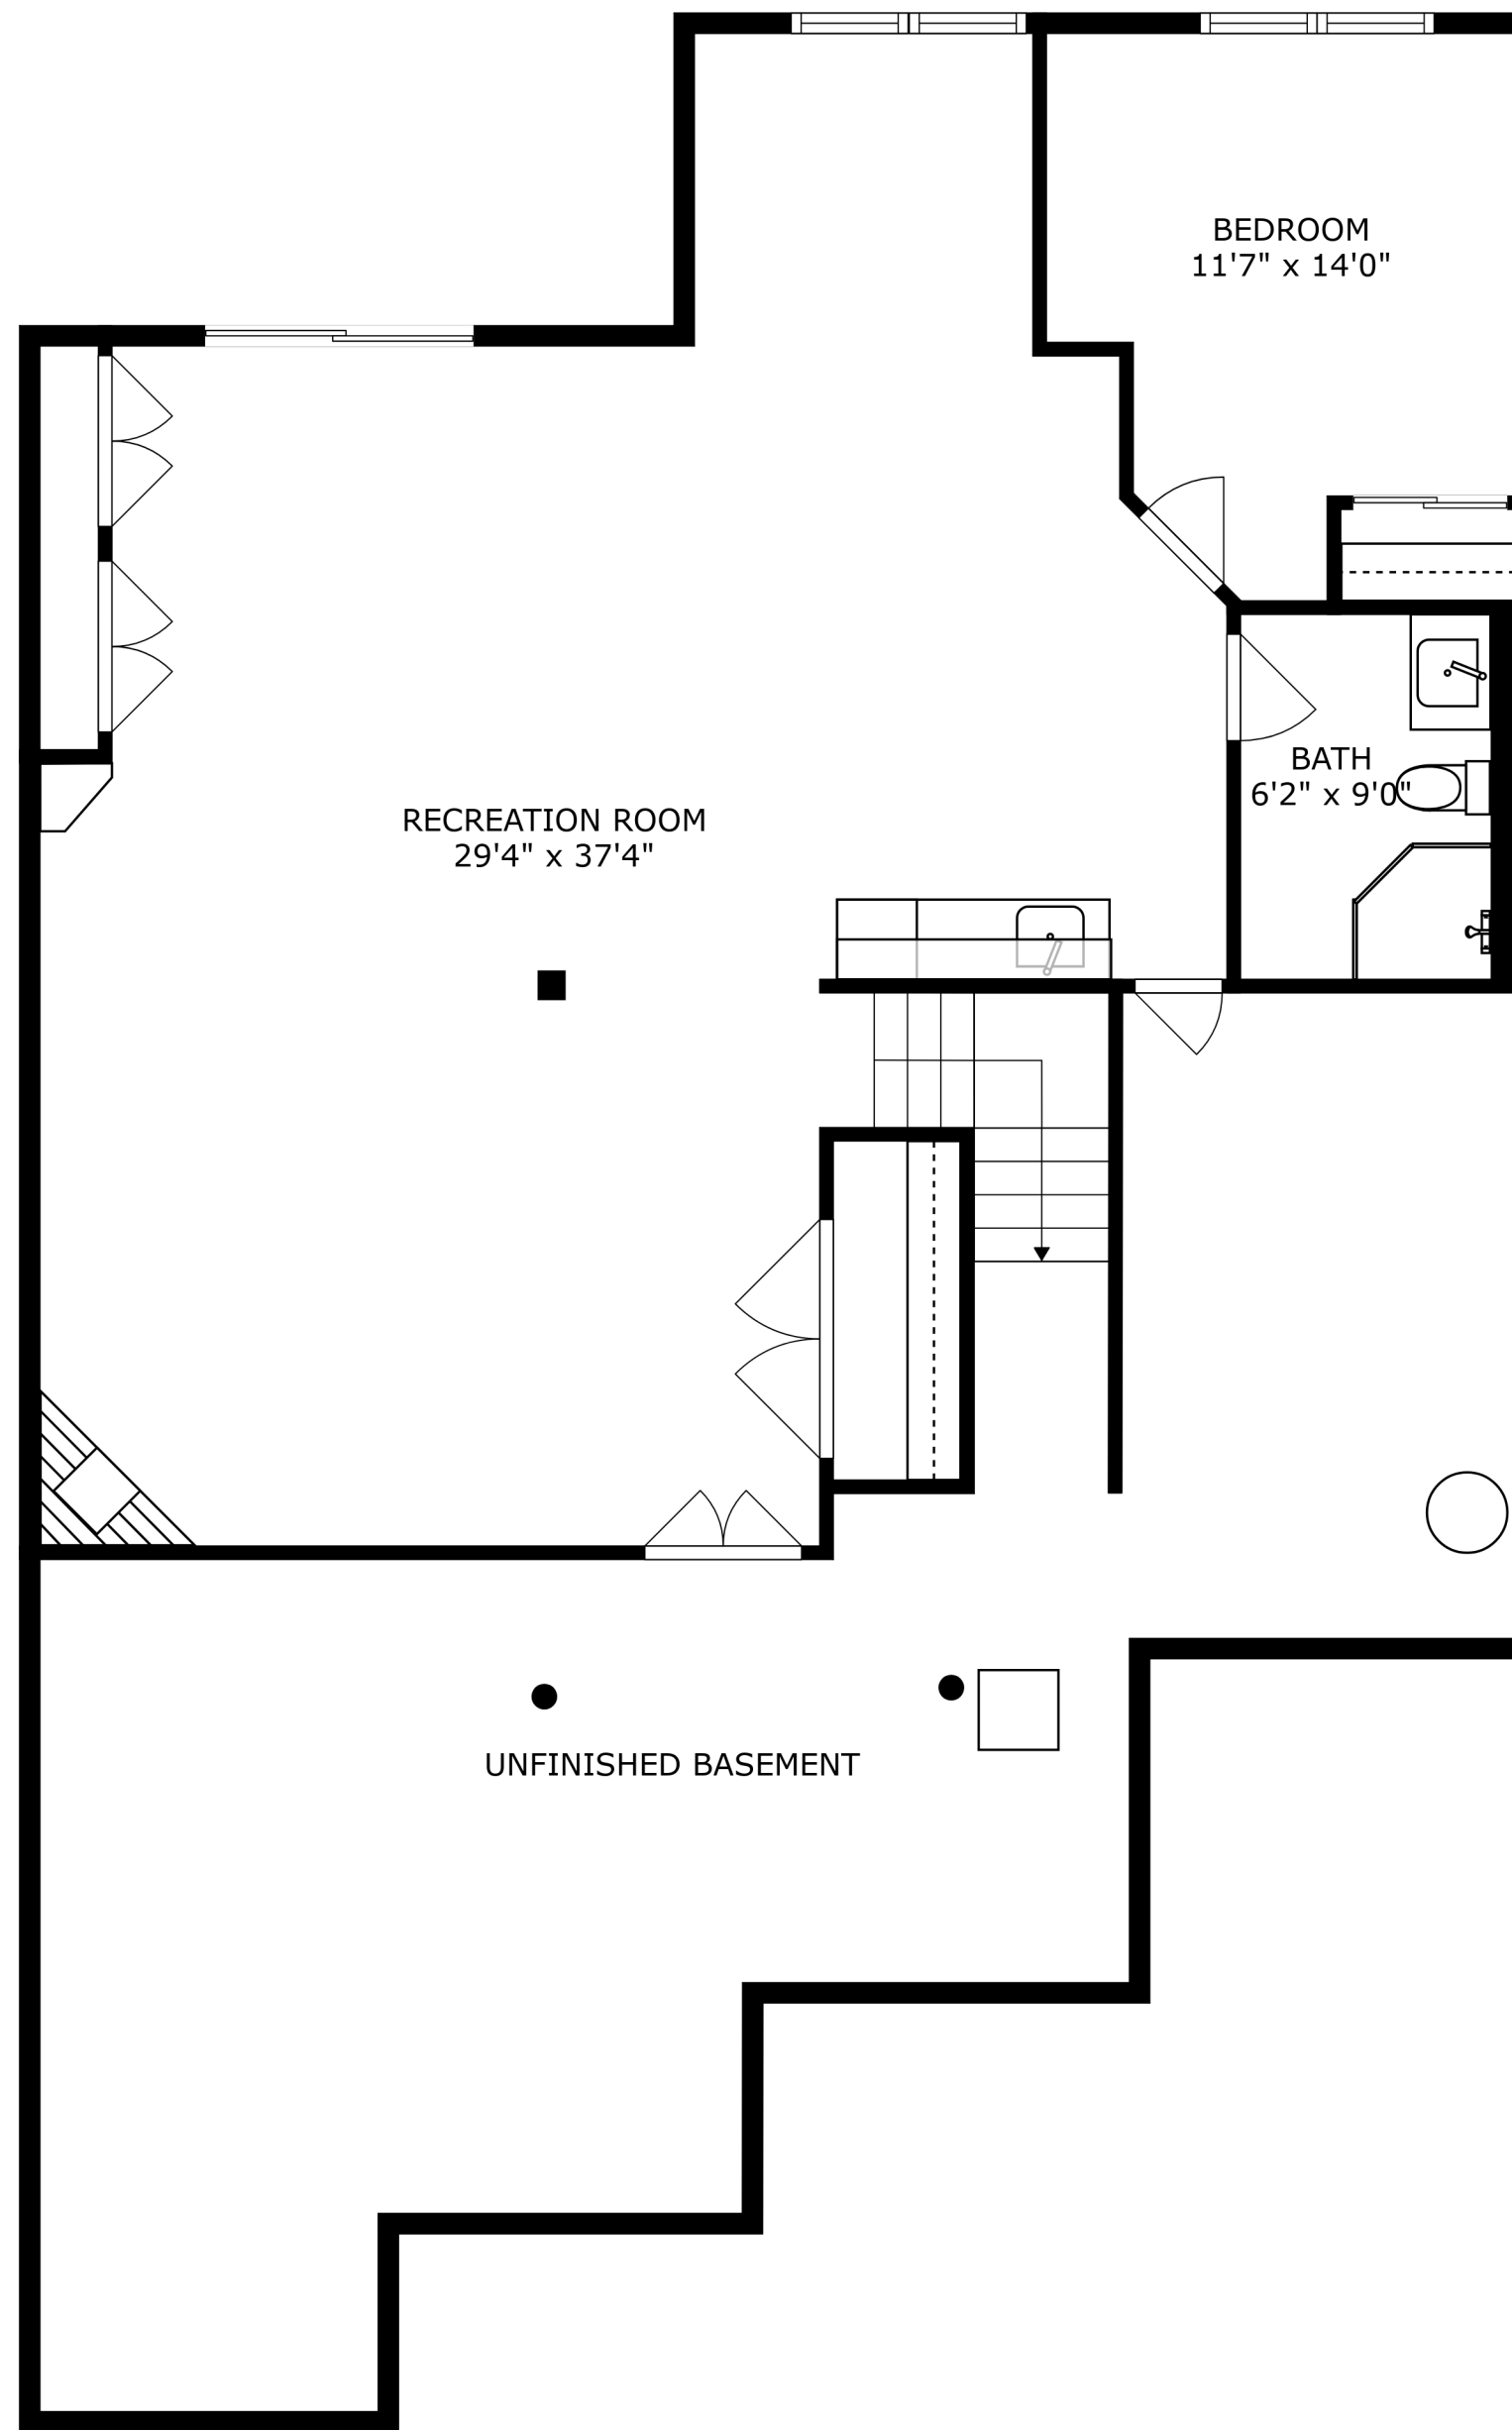 BEDROOM
11'7" x 14'0"
BATH
6'2" x 9'0"
RECREATION ROOM
29'4" x 37'4"
UNFINISHED BASEMENT